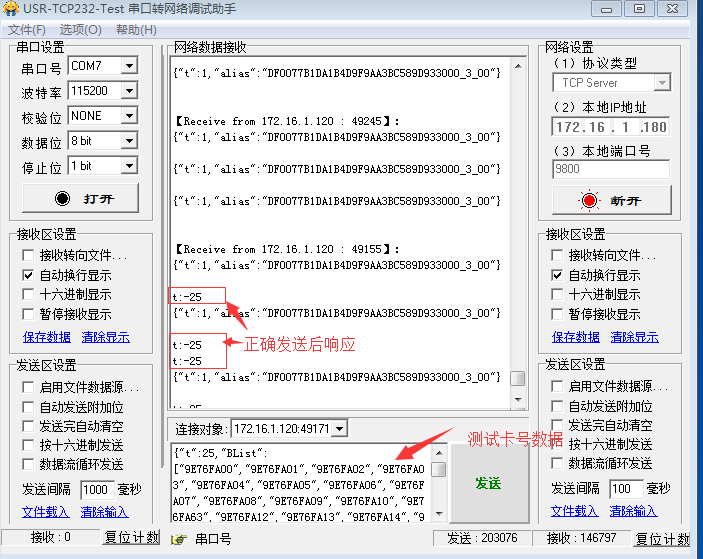 USR-TCP232-Test 串口转网络调试助手
文件(F) 选项(O) 帮助(H)
串口设置
串口号 COM7
波特率 115200
校验位 NONE
数据位 8 bit
停止位 1 bit
打开
接收区设置
接收转向文件...
自动换行显示
十六进制显示
暂停接收显示
保存数据 清除显示
发送区设置
启用文件数据源...
自动发送附加位
发送完自动清空
按十六进制发送
数据流循环发送
发送间隔 1000 毫秒
文件载入 清除输入
接收 : 0 复位计数
网络数据接收
{"t":1,"alias":"DF0077B1DA1B4D9F9AA3BC589D933000_3_00"}
【Receive from 172.16.1.120 : 49245】:
{"t":1,"alias":"DF0077B1DA1B4D9F9AA3BC589D933000_3_00"}
{"t":1,"alias":"DF0077B1DA1B4D9F9AA3BC589D933000_3_00"}
{"t":1,"alias":"DF0077B1DA1B4D9F9AA3BC589D933000_3_00"}
【Receive from 172.16.1.120 : 49155】:
{"t":1,"alias":"DF0077B1DA1B4D9F9AA3BC589D933000_3_00"}
t:-25
{"t":1,"alias":"DF0077B1DA1B4D9F9AA3BC589D933000_3_00"}
t:-25
正确发送后响应
t:-25
{"t":1,"alias":"DF0077B1DA1B4D9F9AA3BC589D933000_3_00"}
连接对象: 172.16.1.120:49171
测试卡号数据
{"t":25,"BList":
["9E76FA00","9E76FA01","9E76FA02","9E76FA0
3","9E76FA04","9E76FA05","9E76FA06","9E76F
A07","9E76FA08","9E76FA09","9E76FA10","9E7
6FA63","9E76FA12","9E76FA13","9E76FA14","9
发送
串口号
发送 : 203076
网络设置
(1) 协议类型
TCP Server
(2) 本地IP地址
172.16 . 1 .180
(3) 本地端口号
9800
断开
接收区设置
接收转向文件...
自动换行显示
十六进制显示
暂停接收显示
保存数据 清除显示
发送区设置
启用文件数据源...
自动发送附加位
发送完自动清空
按十六进制发送
数据流循环发送
发送间隔 100 毫秒
文件载入 清除输入
接收 : 146797 复位计数